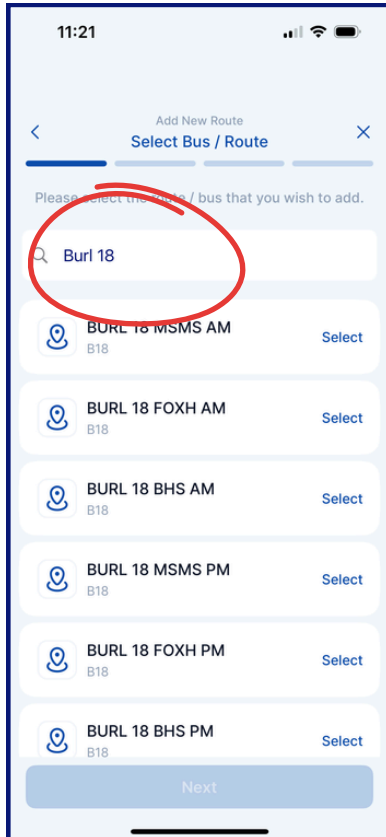 11:21
Add New Route
Select Bus / Route
Please select the route / bus that you wish to add.
Burl 18
BURL 18 MSMS AM
Select
B18
BURL 18 FOXH AM
Select
B18
BURL 18 BHS AM
Select
B18
BURL 18 MSMS PM
Select
B18
BURL 18 FOXH PM
Select
B18
BURL 18 BHS PM
Select
B18
Next